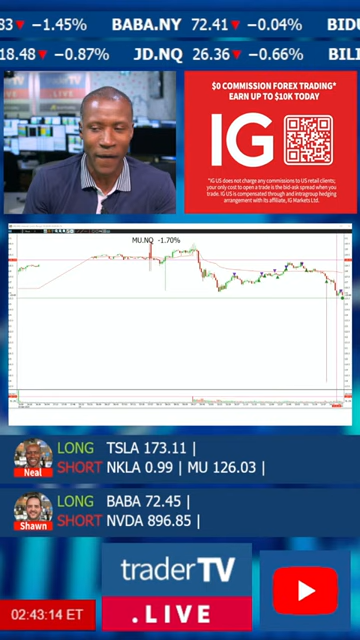 83▼ −1.45% BABA.NY 72.41▼ −0.04% BIDU
18.48▼ −0.87% JD.NQ 26.36▼ −0.66% BILI
$0 COMMISSION FOREX TRADING*
EARN UP TO $10K TODAY
IG
*IG US does not charge any commissions to US retail clients;
your only cost to open a trade is the bid-ask spread when you
trade. IG US is compensated through and intragroup hedging
arrangement with its affiliate, IG Markets Ltd.
MU.NQ -1.70%
LONG TSLA 173.11 |
SHORT NKLA 0.99 | MU 126.03 |
Neal
LONG BABA 72.45 |
SHORT NVDA 896.85 |
Shawn
traderTV
.LIVE
02:43:14 ET